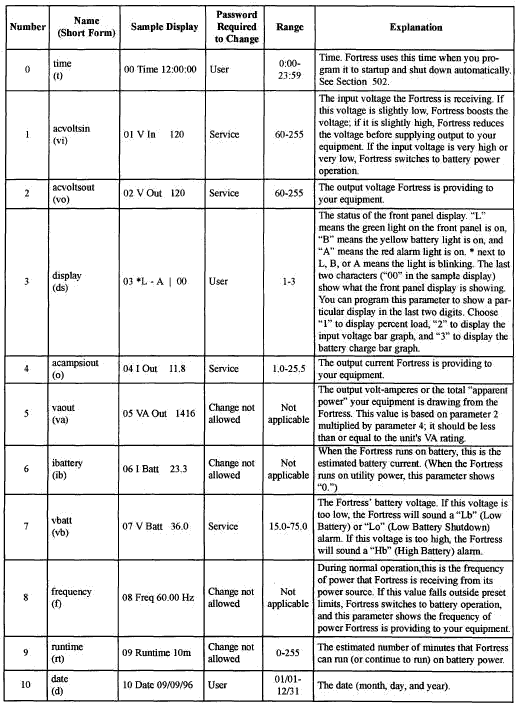 Number
Name
(Short Form)
Sample Display
Password
Required
to Change
Range
Explanation
0
time
(t)
00 Time 12:00:00
User
0:00-
23:59
Time. Fortress uses this time when you pro-
gram it to startup and shut down automatically.
See Section 502.
1
acvoltsin
(vi)
01 V In 120
Service
60-255
The input voltage the Fortress is receiving. If
this voltage is slightly low, Fortress boosts the
voltage; if it is slightly high, Fortress reduces
the voltage before supplying output to your
equipment. If the input voltage is very high or
very low, Fortress switches to battery power
operation.
2
acvoltsout
(vo)
02 V Out 120
Service
60-255
The output voltage Fortress is providing to
your equipment.
3
display
(ds)
03 *L - A | 00
User
1-3
The status of the front panel display. “L”
means the green light on the front panel is on,
“B” means the yellow battery light is on, and
“A” means the red alarm light is on. * next to
L, B, or A means the light is blinking. The last
two characters (“00” in the sample display)
show what the front panel display is showing.
You can program this parameter to show a par-
ticular display in the last two digits. Choose
“1” to display percent load, “2” to display the
input voltage bar graph, and “3” to display the
battery charge bar graph.
4
acampsiout
(o)
04 I Out 11.8
Service
1.0-25.5
The output current Fortress is providing to
your equipment.
5
vaout
(va)
05 VA Out 1416
Change not
allowed
Not
applicable
The output volt-amperes or the total “apparent
power” your equipment is drawing from the
Fortress. This value is based on parameter 2
multiplied by parameter 4; it should be less
than or equal to the unit's VA rating.
6
ibattery
(ib)
06 I Batt 23.3
Change not
allowed
Not
applicable
When the Fortress runs on battery, this is the
estimated battery current. (When the Fortress
runs on utility power, this parameter shows
“0.”)
7
vbatt
(vb)
07 V Batt 36.0
Service
15.0-75.0
The Fortress' battery voltage. If this voltage is
too low, the Fortress will sound a “Lb” (Low
Battery) or “Lo” (Low Battery Shutdown)
alarm. If this voltage is too high, the Fortress
will sound a “Hb” (High Battery) alarm.
8
frequency
(f)
08 Freq 60.00 Hz
Change not
allowed
Not
applicable
During normal operation,this is the frequency
of power that Fortress is receiving from its
power source. If this value falls outside preset
limits, Fortress switches to battery operation,
and this parameter shows the frequency of
power Fortress is providing to your equipment.
9
runtime
(rt)
09 Runtime 10m
Change not
allowed
0-255
The estimated number of minutes that Fortress
can run (or continue to run) on battery power.
10
date
(d)
10 Date 09/09/96
User
01/01-
12/31
The date (month, day, and year).